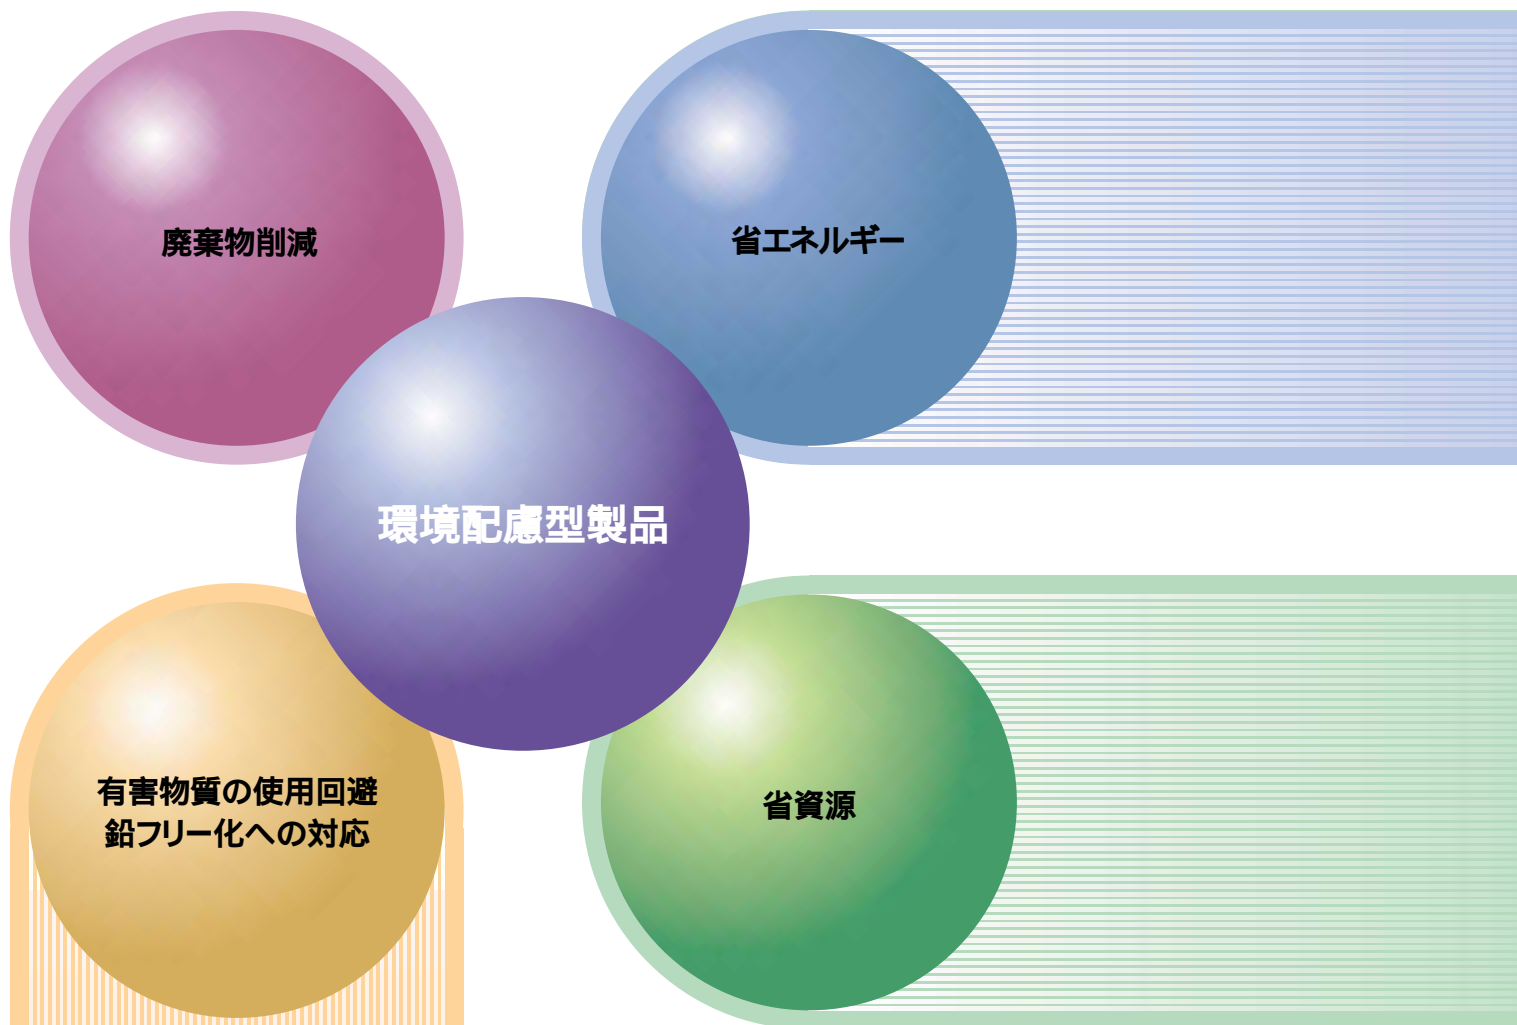 廃棄物削減
省エネルギー
環境配慮型製品
有害物質の使用回避
鉛フリー化への対応
省資源